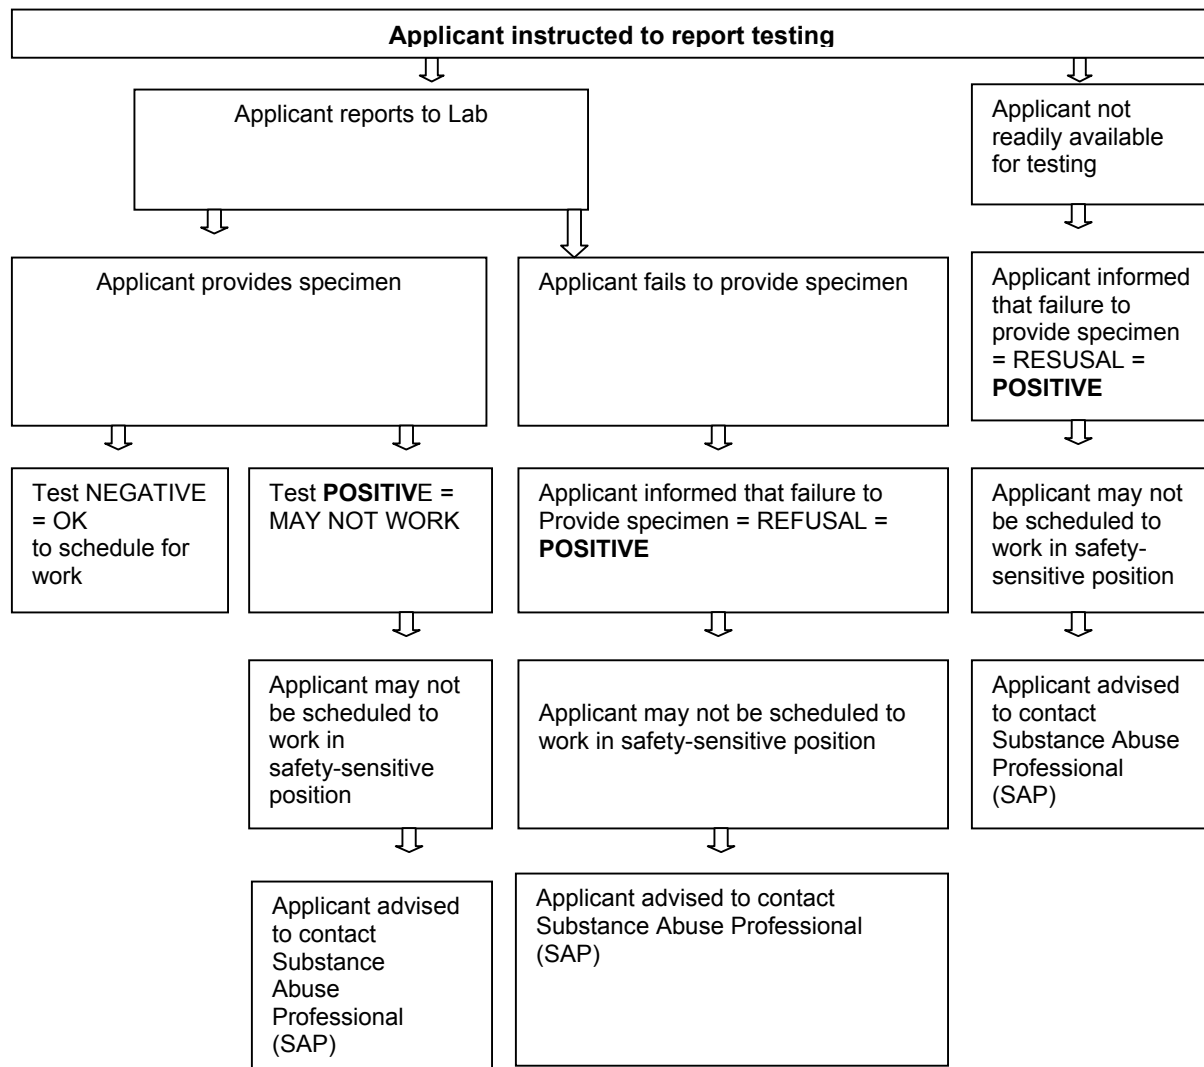 Applicant instructed to report testing
Applicant reports to Lab
Applicant not
readily available
for testing
Applicant provides specimen
Applicant fails to provide specimen
Applicant informed
that failure to
provide specimen
= RESUSAL =
POSITIVE
Test NEGATIVE
= OK
to schedule for
work
Test POSITIVE =
MAY NOT WORK
Applicant informed that failure to
Provide specimen = REFUSAL =
POSITIVE
Applicant may not
be scheduled to
work in safety-
sensitive position
Applicant may not
be scheduled to
work in
safety-sensitive
position
Applicant may not be scheduled to
work in safety-sensitive position
Applicant advised
to contact
Substance Abuse
Professional
(SAP)
Applicant advised
to contact
Substance
Abuse
Professional
(SAP)
Applicant advised to contact
Substance Abuse Professional
(SAP)